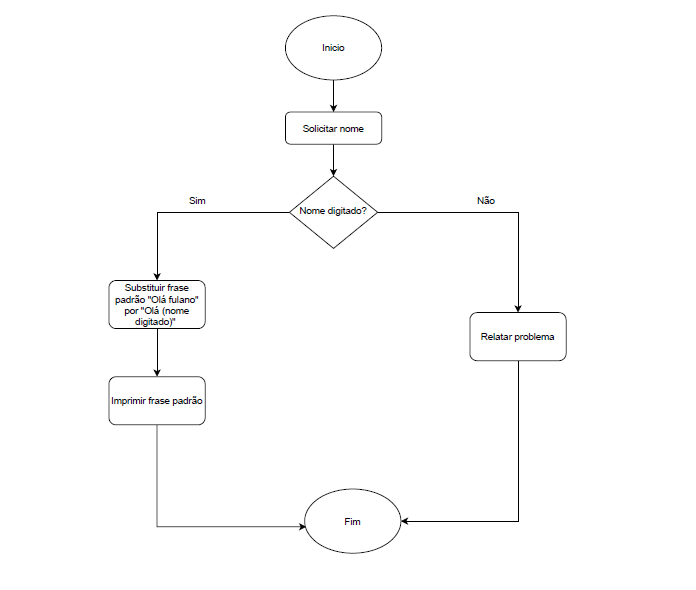 Inicio
Solicitar nome
Nome digitado?
Sim
Não
Substituir frase
padrão "Olá fulano"
por "Olá (nome
digitado)"
Relatar problema
Imprimir frase padrão
Fim